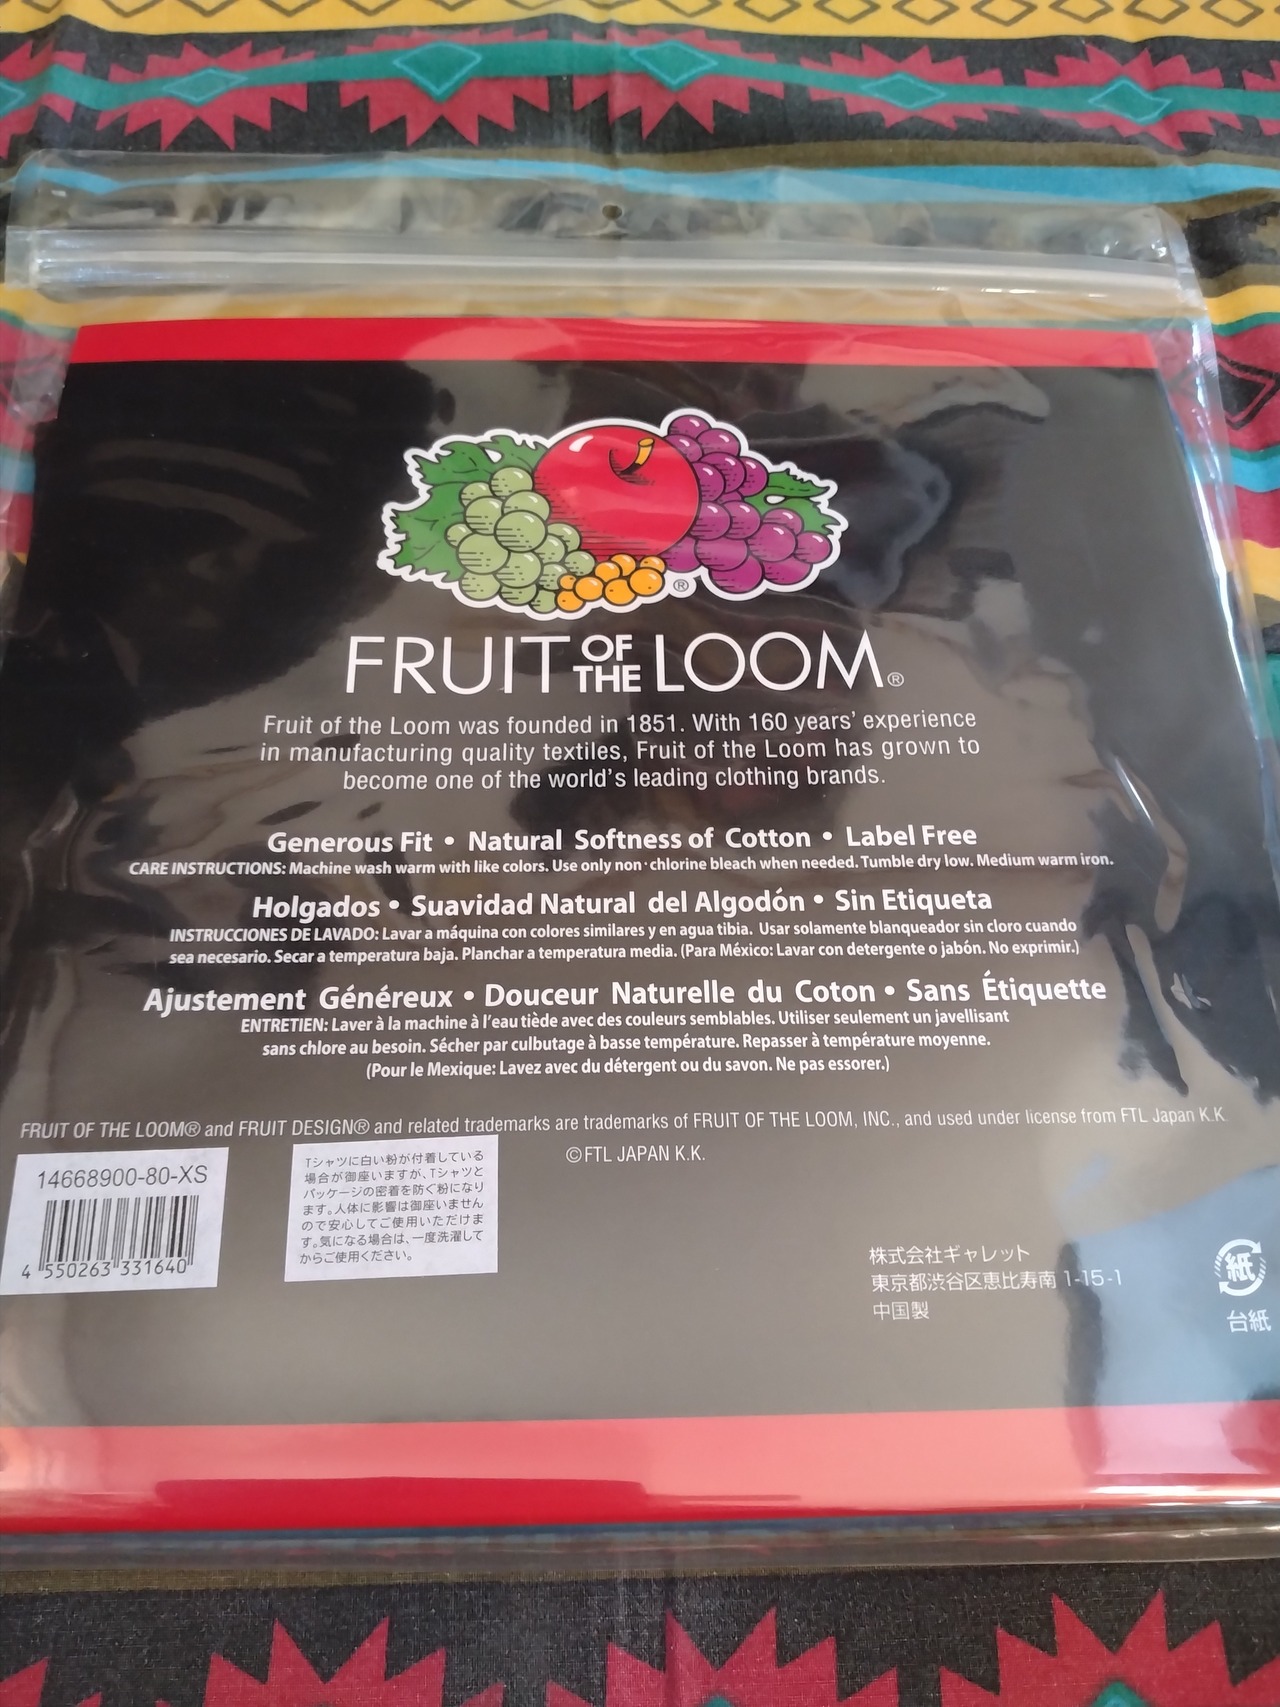 ®
FRUIT OF THE LOOM®
Fruit of the Loom was founded in 1851. With 160 years' experience
in manufacturing quality textiles, Fruit of the Loom has grown to
become one of the world's leading clothing brands.
Generous Fit • Natural Softness of Cotton • Label Free
CARE INSTRUCTIONS: Machine wash warm with like colors. Use only non-chlorine bleach when needed. Tumble dry low. Medium warm iron.
Holgados • Suavidad Natural del Algodón • Sin Etiqueta
INSTRUCCIONES DE LAVADO: Lavar a máquina con colores similares y en agua tibia. Usar solamente blanqueador sin cloro cuando
sea necesario. Secar a temperatura baja. Planchar a temperatura media. (Para México: Lavar con detergente o jabón. No exprimir.)
Ajustement Généreux • Douceur Naturelle du Coton • Sans Étiquette
ENTRETIEN: Laver à la machine à l'eau tiède avec des couleurs semblables. Utiliser seulement un javellisant
sans chlore au besoin. Sécher par culbutage à basse température. Repasser à température moyenne.
(Pour le Mexique: Lavez avec du détergent ou du savon. Ne pas essorer.)
FRUIT OF THE LOOM® and FRUIT DESIGN® and related trademarks are trademarks of FRUIT OF THE LOOM, INC., and used under license from FTL Japan K.K.
©FTL JAPAN K.K.
14668900-80-XS
4 550263 331640
Tシャツに白い粉が付着している
場合が御座いますが、Tシャツと
パッケージの密着を防ぐ粉になり
ます。人体に影響は御座いません
ので安心してご使用いただけま
す。気になる場合は、一度洗濯して
からご使用ください。
株式会社ギャレット
東京都渋谷区恵比寿南 1-15-1
中国製
紙
台紙